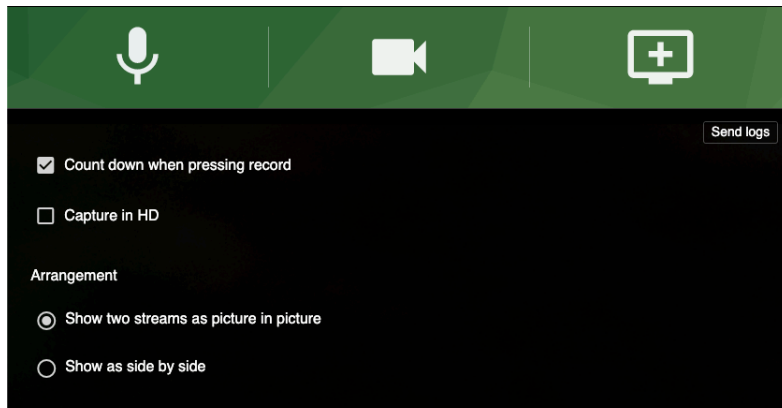 Send logs
Count down when pressing record
Capture in HD
Arrangement
Show two streams as picture in picture
Show as side by side